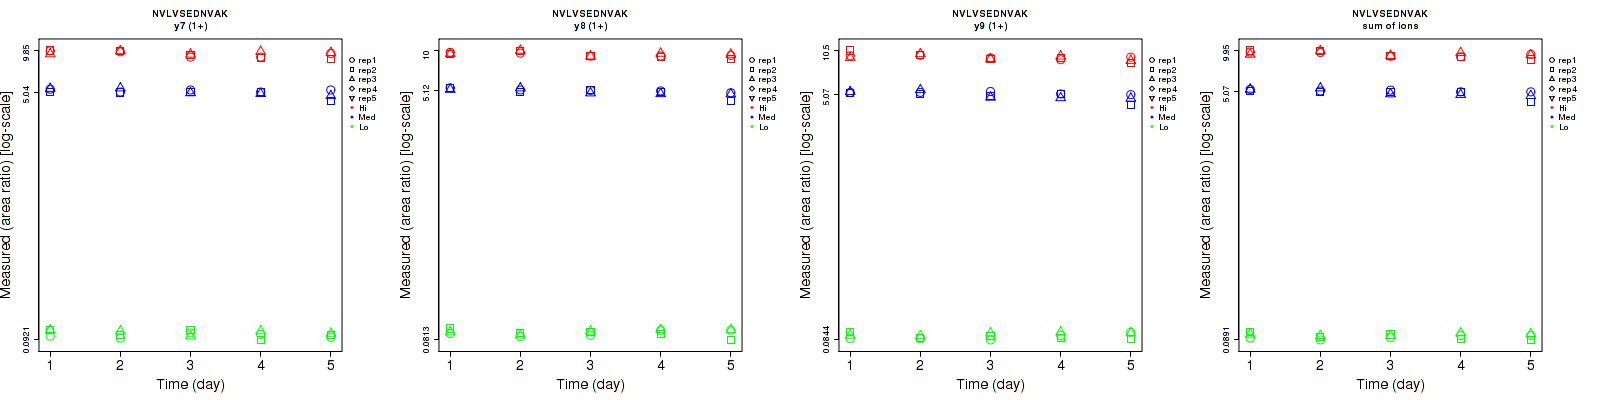 NVLVSEDNVAK
y7 (1+)
Measured (area ratio) [log-scale]
9.85
5.04
0.0921
1 2 3 4 5
Time (day)
rep1
rep2
rep3
rep4
rep5
Hi
Med
Lo
NVLVSEDNVAK
y8 (1+)
Measured (area ratio) [log-scale]
10
5.12
0.0813
1 2 3 4 5
Time (day)
rep1
rep2
rep3
rep4
rep5
Hi
Med
Lo
NVLVSEDNVAK
y9 (1+)
Measured (area ratio) [log-scale]
10.5
5.07
0.0844
1 2 3 4 5
Time (day)
rep1
rep2
rep3
rep4
rep5
Hi
Med
Lo
NVLVSEDNVAK
sum of ions
Measured (area ratio) [log-scale]
9.95
5.07
0.0891
1 2 3 4 5
Time (day)
rep1
rep2
rep3
rep4
rep5
Hi
Med
Lo